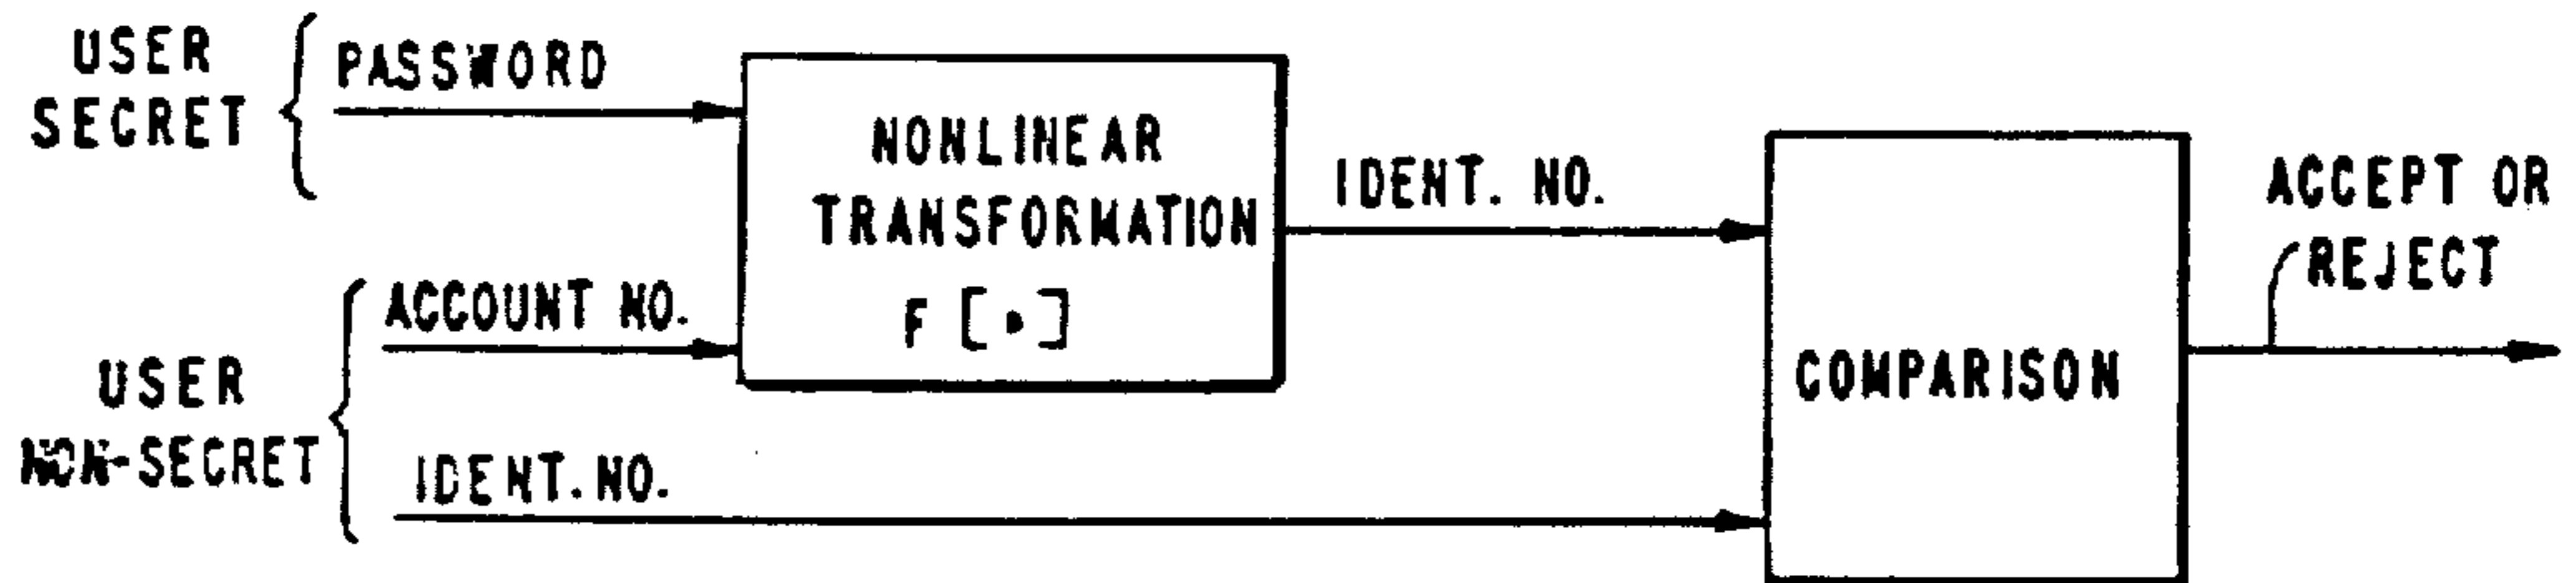 USER
SECRET
PASSWORD
NONLINEAR
TRANSFORMATION
F [•]
USER
NON-SECRET
ACCOUNT NO.
IDENT. NO.
IDENT. NO.
COMPARISON
ACCEPT OR
REJECT